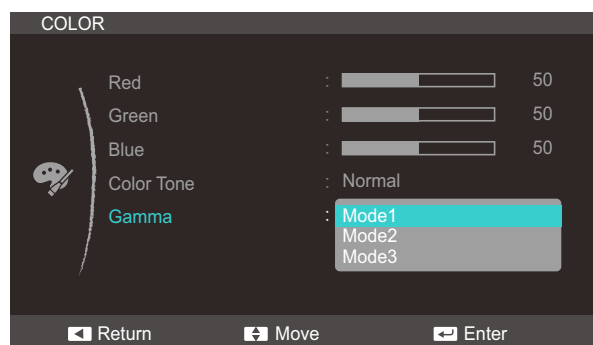 COLOR
Red : 50
Green : 50
Blue : 50
Color Tone : Normal
Gamma : Mode1
Mode2
Mode3
Return Move Enter